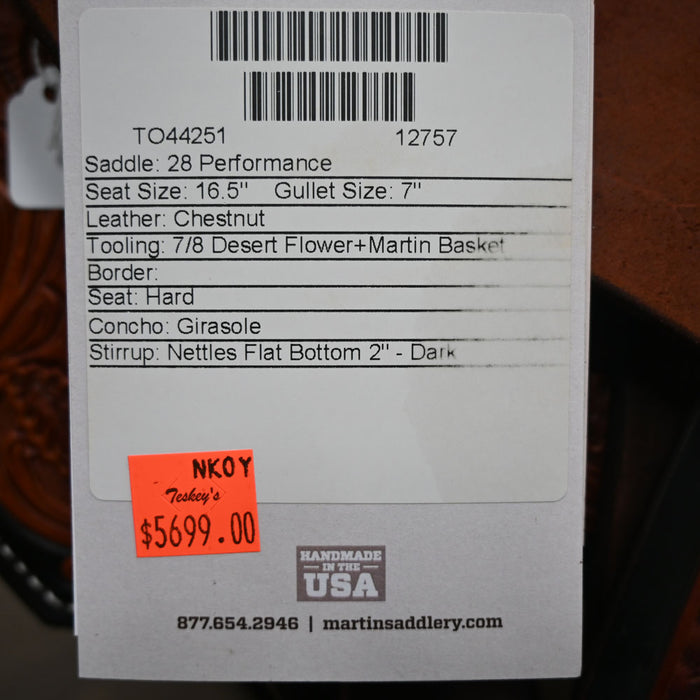 TO44251 12757
Saddle: 28 Performance
Seat Size: 16.5" Gullet Size: 7"
Leather: Chestnut
Tooling: 7/8 Desert Flower+Martin Basket
Border:
Seat: Hard
Concho: Girasole
Stirrup: Nettles Flat Bottom 2" - Dark
NKOY
Teskey's
$5699.00
HANDMADE
IN THE
USA
877.654.2946 | martinsaddlery.com